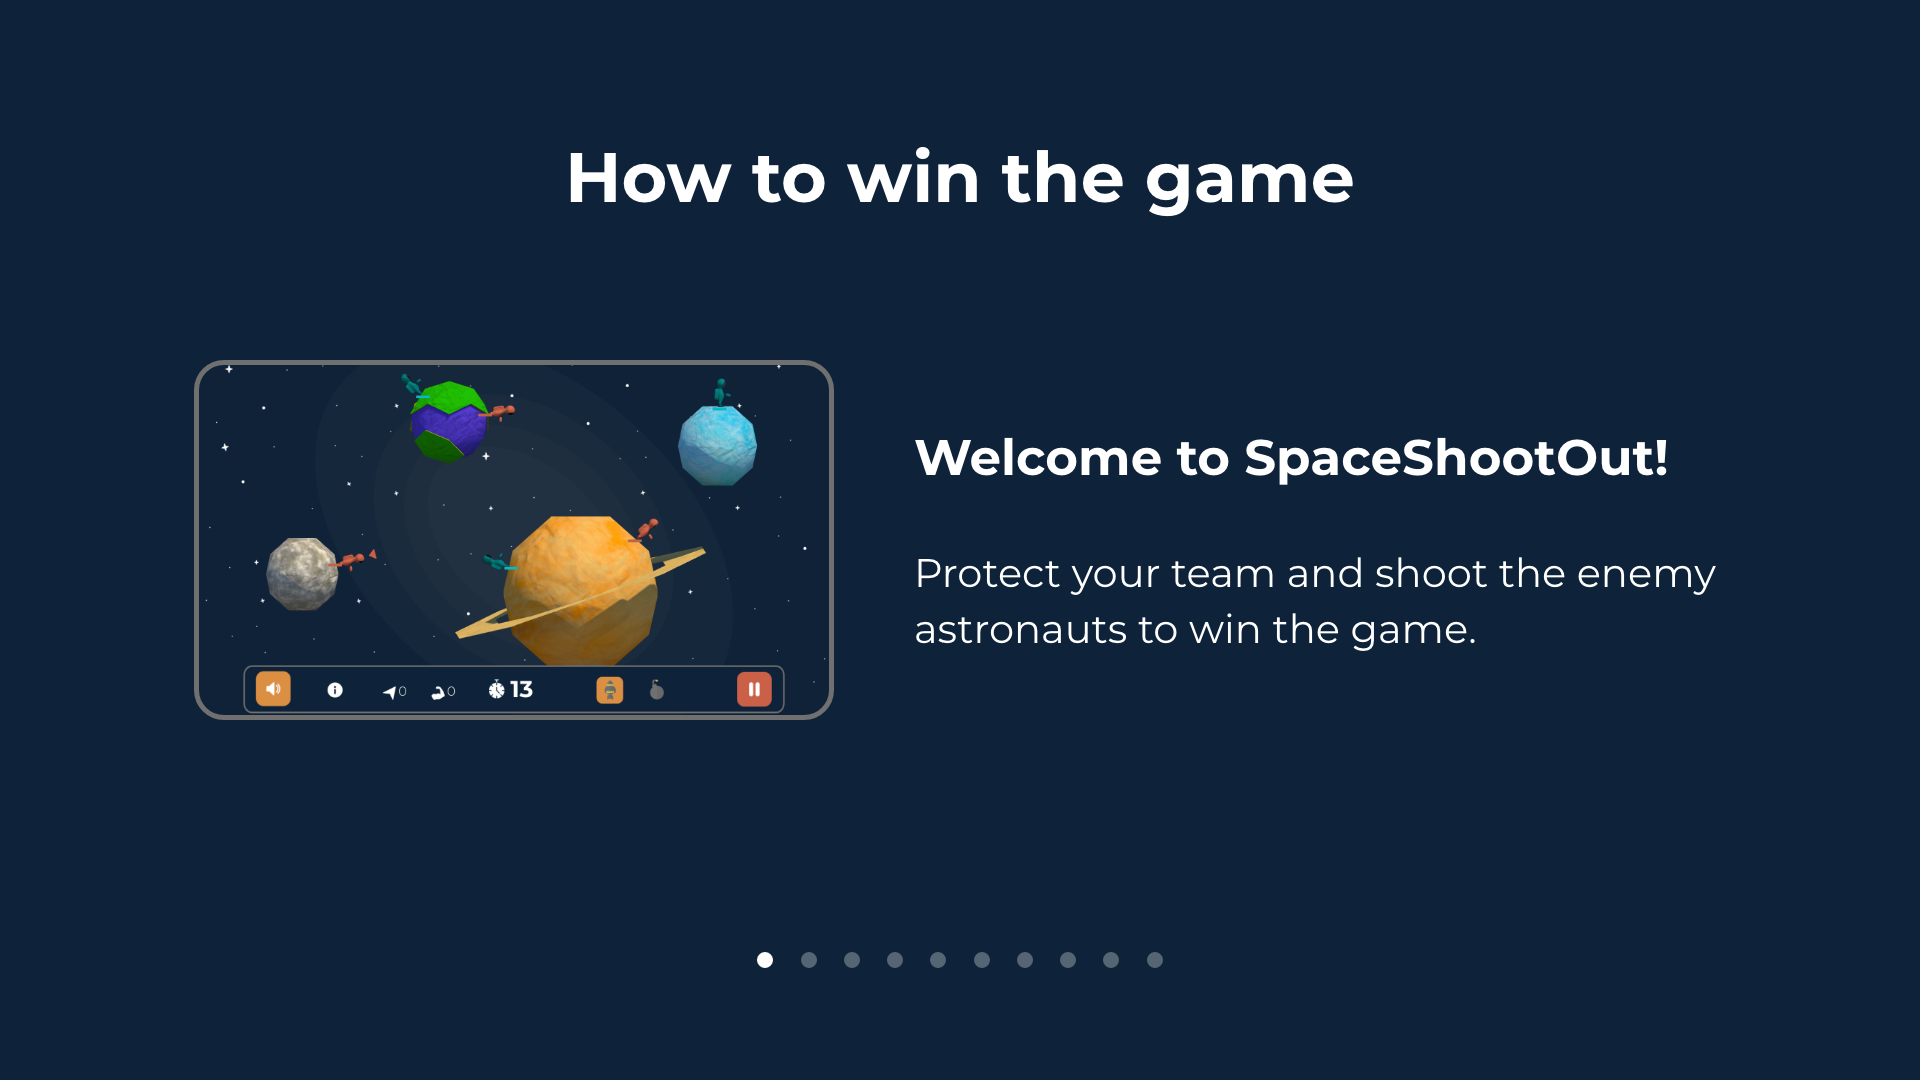 How to win the game
Welcome to SpaceShootOut!
Protect your team and shoot the enemy
astronauts to win the game.
0 0 13